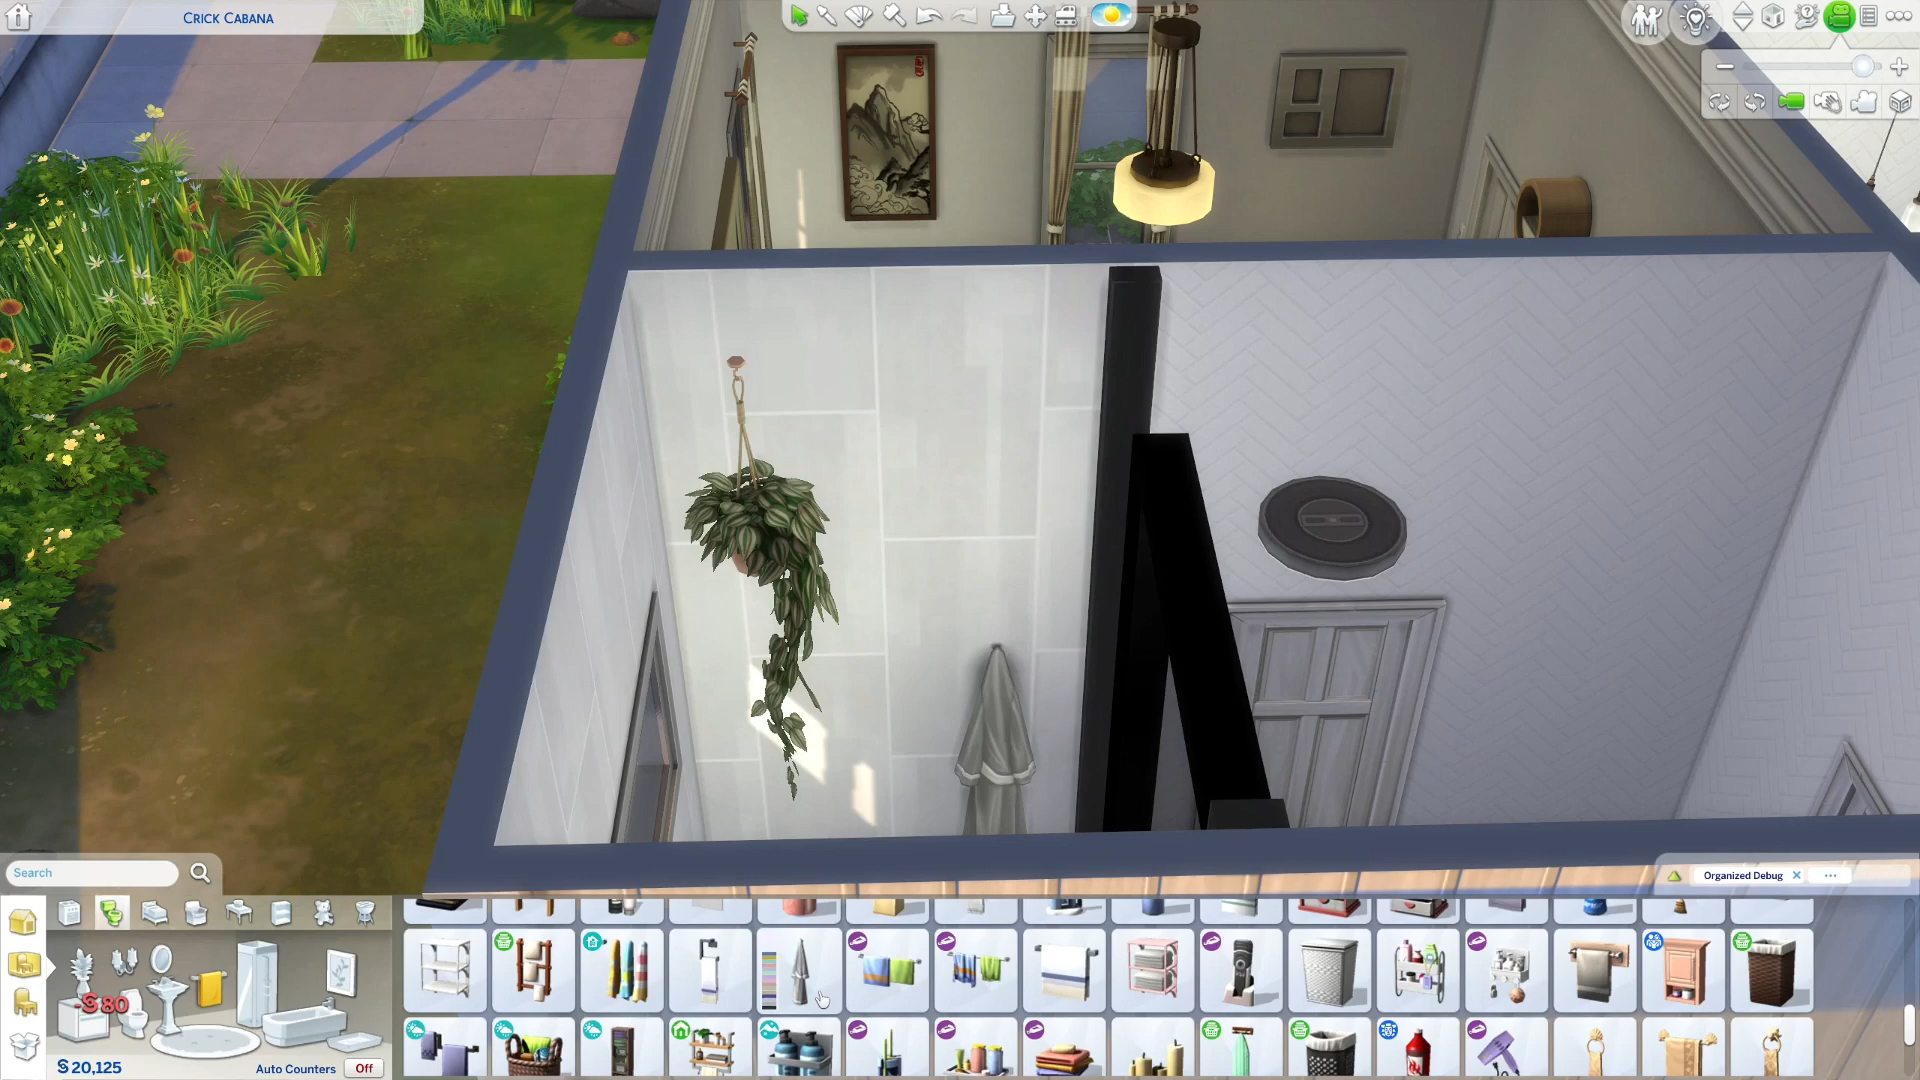 Crick Cabana
Search
Organized Debug
-§80
§20,125
Auto Counters
Off